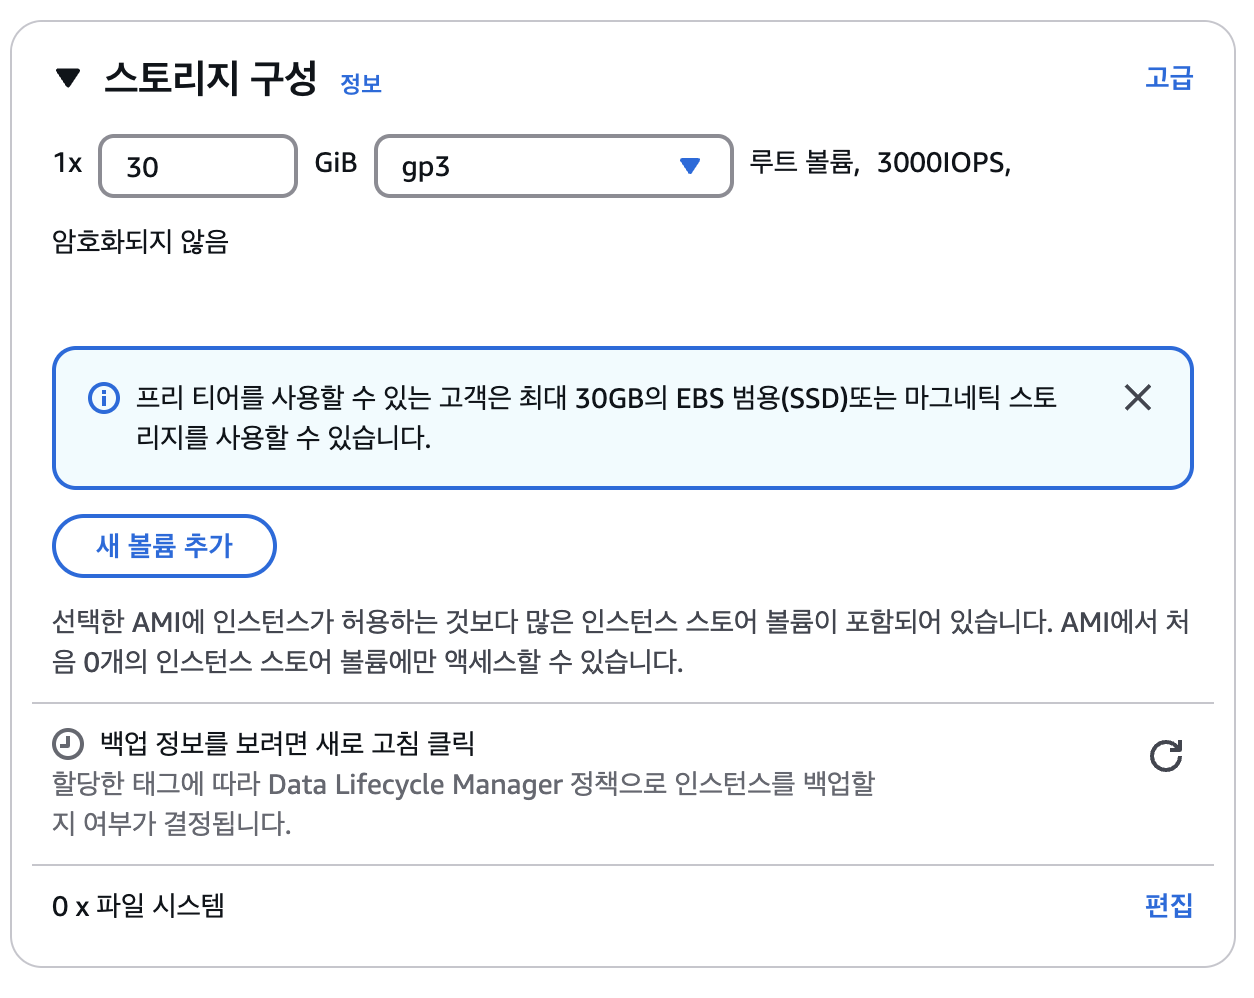 스토리지 구성 정보 고급
1x 30 GiB gp3 루트 볼륨, 3000IOPS,
암호화되지 않음
프리 티어를 사용할 수 있는 고객은 최대 30GB의 EBS 범용(SSD)또는 마그네틱 스토
리지를 사용할 수 있습니다.
새 볼륨 추가
선택한 AMI에 인스턴스가 허용하는 것보다 많은 인스턴스 스토어 볼륨이 포함되어 있습니다. AMI에서 처
음 0개의 인스턴스 스토어 볼륨에만 액세스할 수 있습니다.
백업 정보를 보려면 새로 고침 클릭
할당한 태그에 따라 Data Lifecycle Manager 정책으로 인스턴스를 백업할
지 여부가 결정됩니다.
0 x 파일 시스템 편집